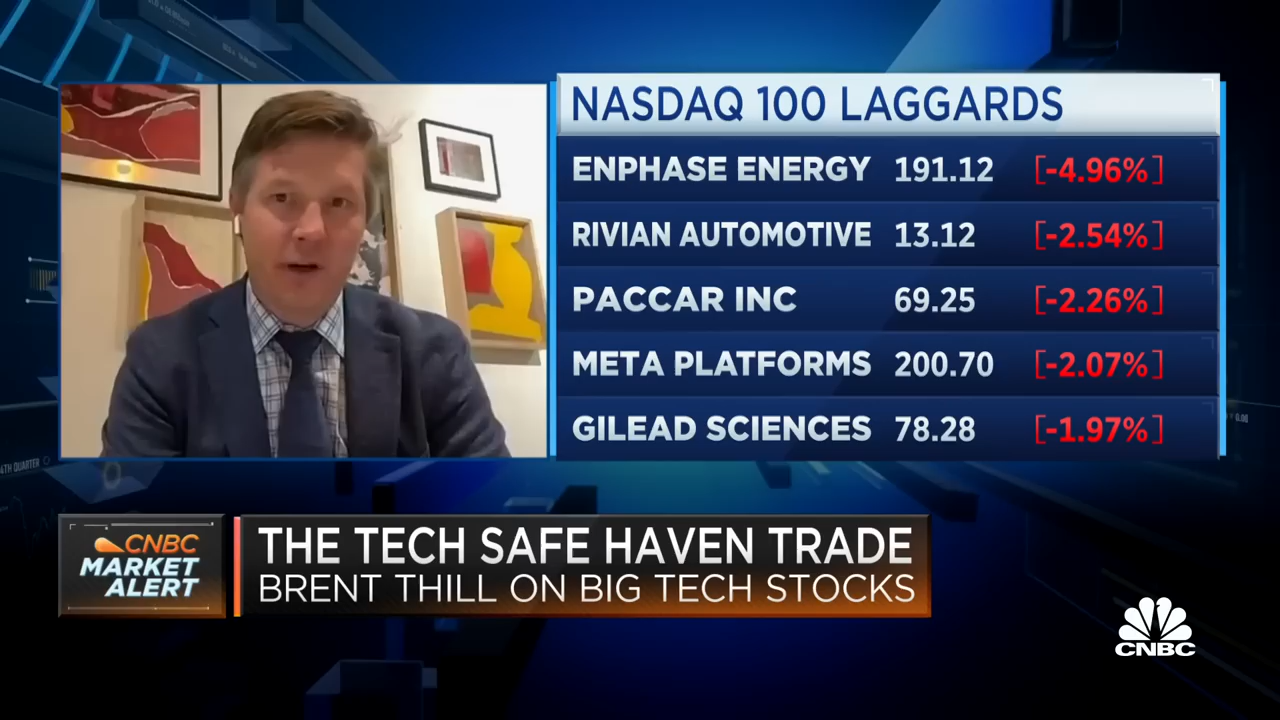 NASDAQ 100 LAGGARDS
ENPHASE ENERGY 191.12 [-4.96%]
RIVIAN AUTOMOTIVE 13.12 [-2.54%]
PACCAR INC 69.25 [-2.26%]
META PLATFORMS 200.70 [-2.07%]
GILEAD SCIENCES 78.28 [-1.97%]
4TH QUARTER
CNBC
MARKET
ALERT
THE TECH SAFE HAVEN TRADE
BRENT THILL ON BIG TECH STOCKS
CNBC